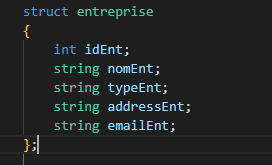 struct entreprise
{
    int idEnt;
    string nomEnt;
    string typeEnt;
    string addressEnt;
    string emailEnt;
};